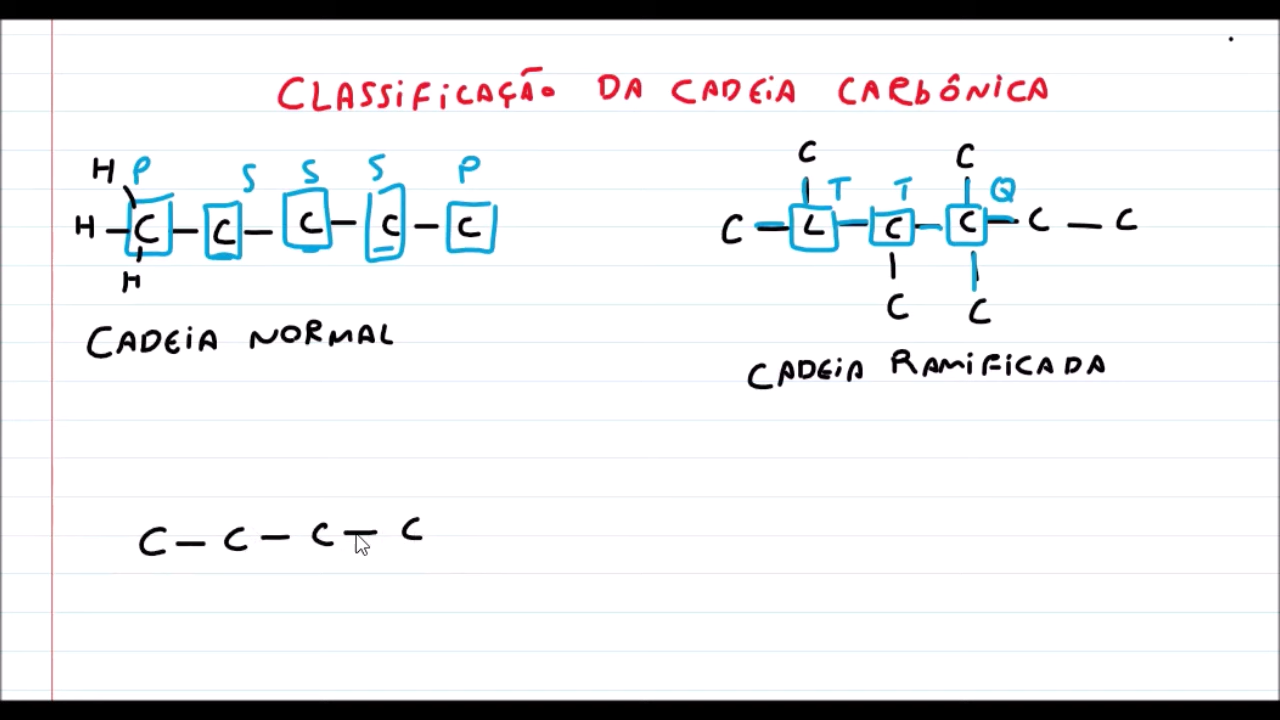 CLASSIFICAÇÃO DA CADEIA CARBÔNICA
H P S S S P
H - C - C - C - C - C
H
CADEIA NORMAL
C C
T T Q
C - C - C - C - C - C
C C
CADEIA RAMIFICADA
C - C - C - C